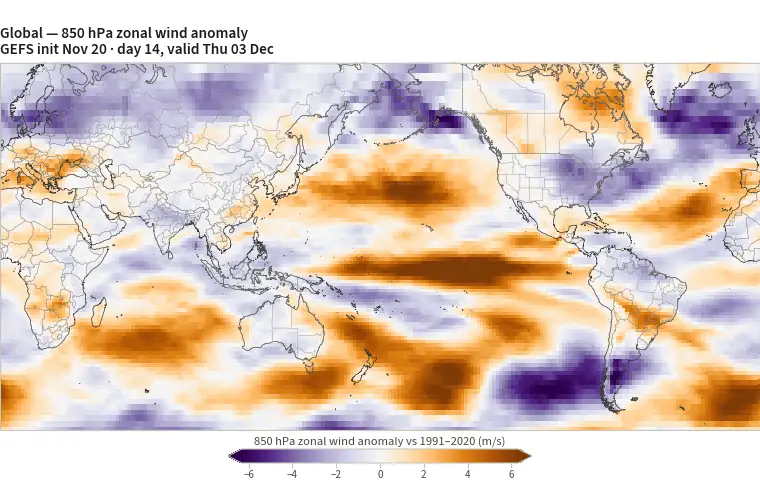 Global — 850 hPa zonal wind anomaly
GEFS init Nov 20 · day 14, valid Thu 03 Dec
850 hPa zonal wind anomaly vs 1991–2020 (m/s)
−6 −4 −2 0 2 4 6